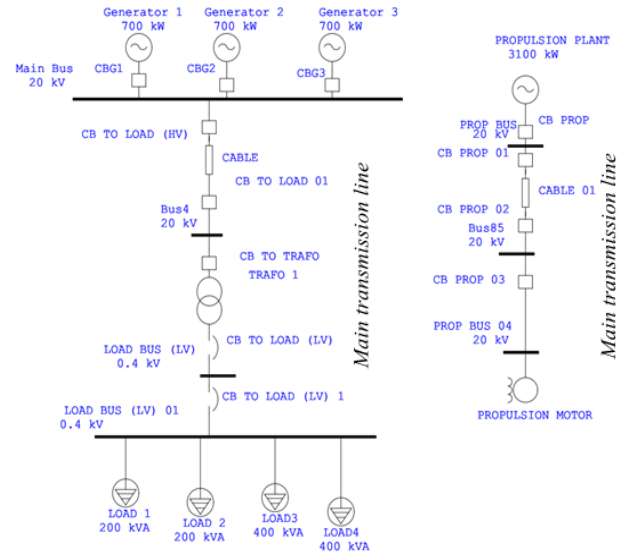 Generator 1
700 kW
Generator 2
700 kW
Generator 3
700 kW
CBG1
CBG2
CBG3
Main Bus
20 kV
CB TO LOAD (HV)
CABLE
CB TO LOAD 01
Bus4
20 kV
CB TO TRAFO
TRAFO 1
CB TO LOAD (LV)
LOAD BUS (LV)
0.4 kV
CB TO LOAD (LV) 1
LOAD BUS (LV) 01
0.4 kV
LOAD 1
200 kVA
LOAD 2
200 kVA
LOAD3
400 kVA
LOAD4
400 kVA
Main transmission line
PROPULSION PLANT
3100 kW
CB PROP
PROP BUS
20 kV
CB PROP 01
CABLE 01
CB PROP 02
Bus85
20 kV
CB PROP 03
PROP BUS 04
20 kV
PROPULSION MOTOR
Main transmission line